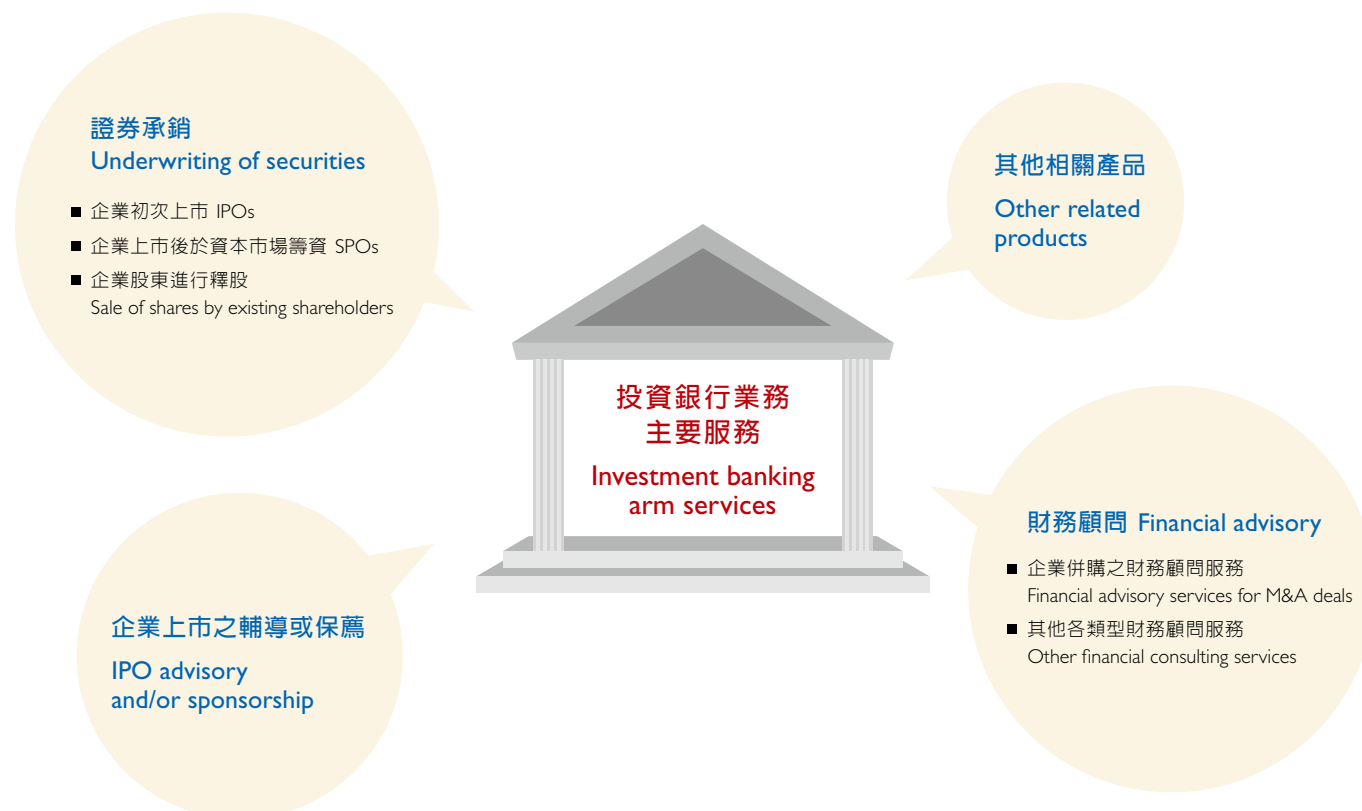 證券承銷
Underwriting of securities
■ 企業初次上市 IPOs
■ 企業上市後於資本市場籌資 SPOs
■ 企業股東進行釋股
Sale of shares by existing shareholders
其他相關產品
Other related
products
投資銀行業務
主要服務
Investment banking
arm services
企業上市之輔導或保薦
IPO advisory
and/or sponsorship
財務顧問 Financial advisory
■ 企業併購之財務顧問服務
Financial advisory services for M&A deals
■ 其他各類型財務顧問服務
Other financial consulting services